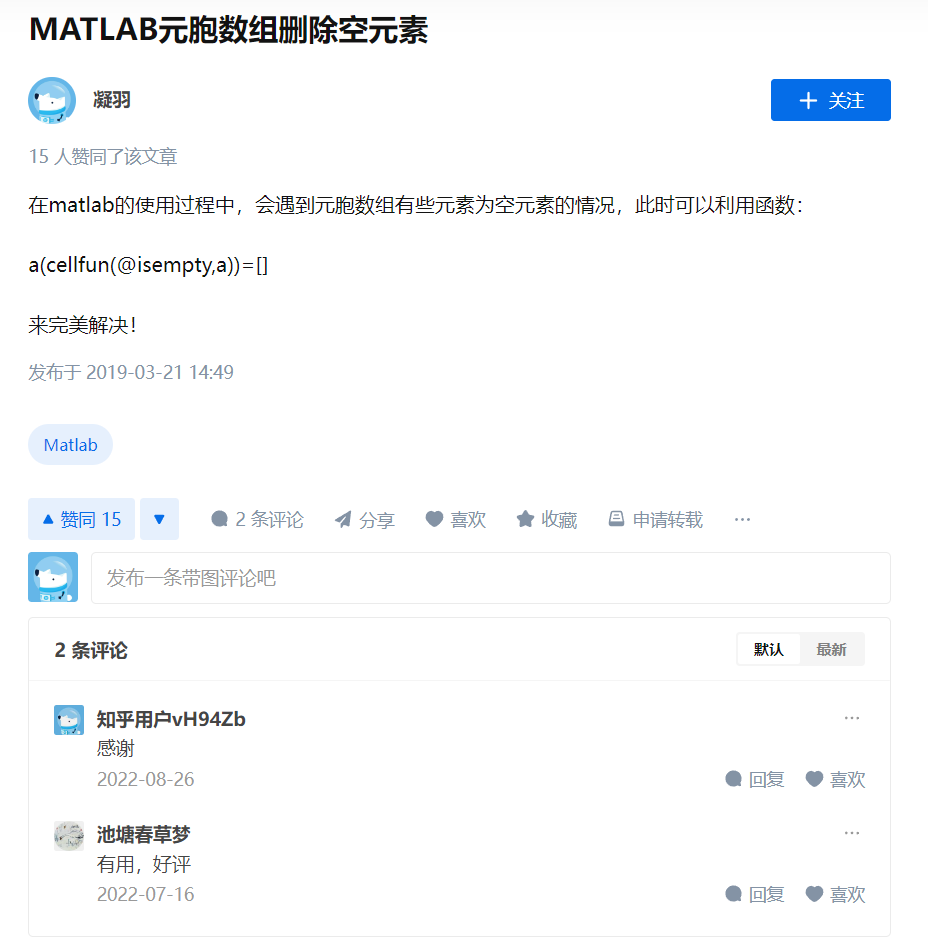 MATLAB元胞数组删除空元素
凝羽
关注
15 人赞同了该文章
在matlab的使用过程中，会遇到元胞数组有些元素为空元素的情况，此时可以利用函数：
a(cellfun(@isempty,a))=[]
来完美解决！
发布于 2019-03-21 14:49
Matlab
赞同 15
2 条评论
分享
喜欢
收藏
申请转载
发布一条带图评论吧
2 条评论
默认
最新
知乎用户vH94Zb
感谢
2022-08-26
回复
喜欢
池塘春草梦
有用，好评
2022-07-16
回复
喜欢